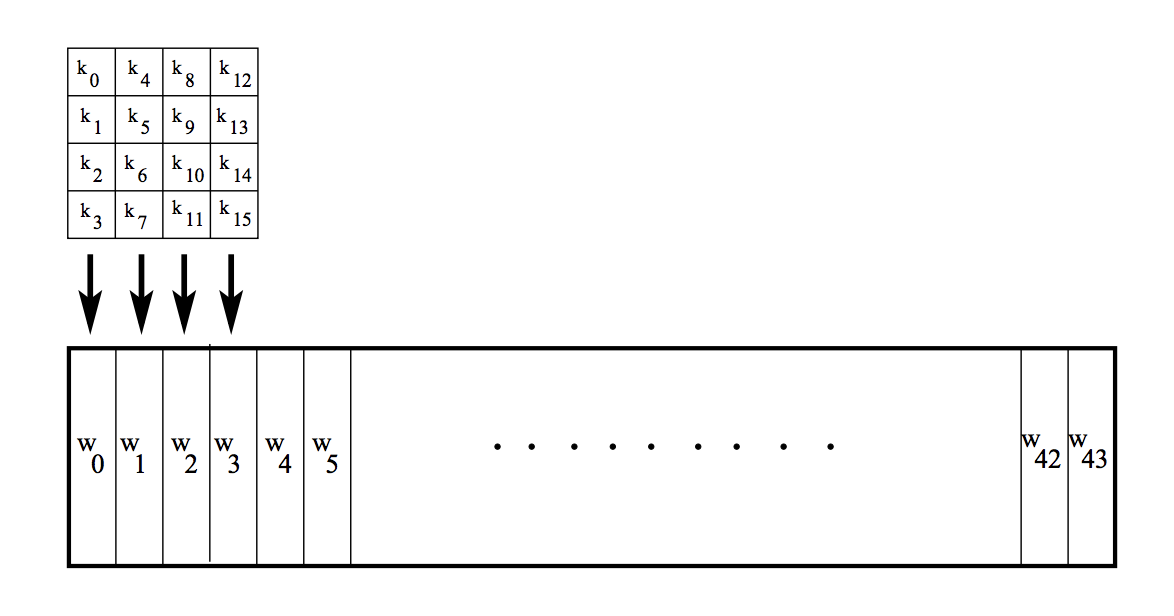 k0 k4 k8 k12
k1 k5 k9 k13
k2 k6 k10 k14
k3 k7 k11 k15
w0 w1 w2 w3 w4 w5 . . . . . . . . . w42 w43